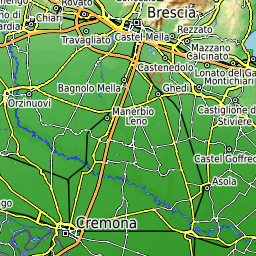 Rovato
Brescia
Chiari
Castel Mella
Rezzato
Travagliato
Mazzano
Calcinato
Castenedolo
Lonato del Ga
Bagnolo Mella
Ghedi
Montichiari
Orzinuovi
Manerbio
Castiglione d
Leno
Stiviere
Castel Goffred
Asola
Cremona